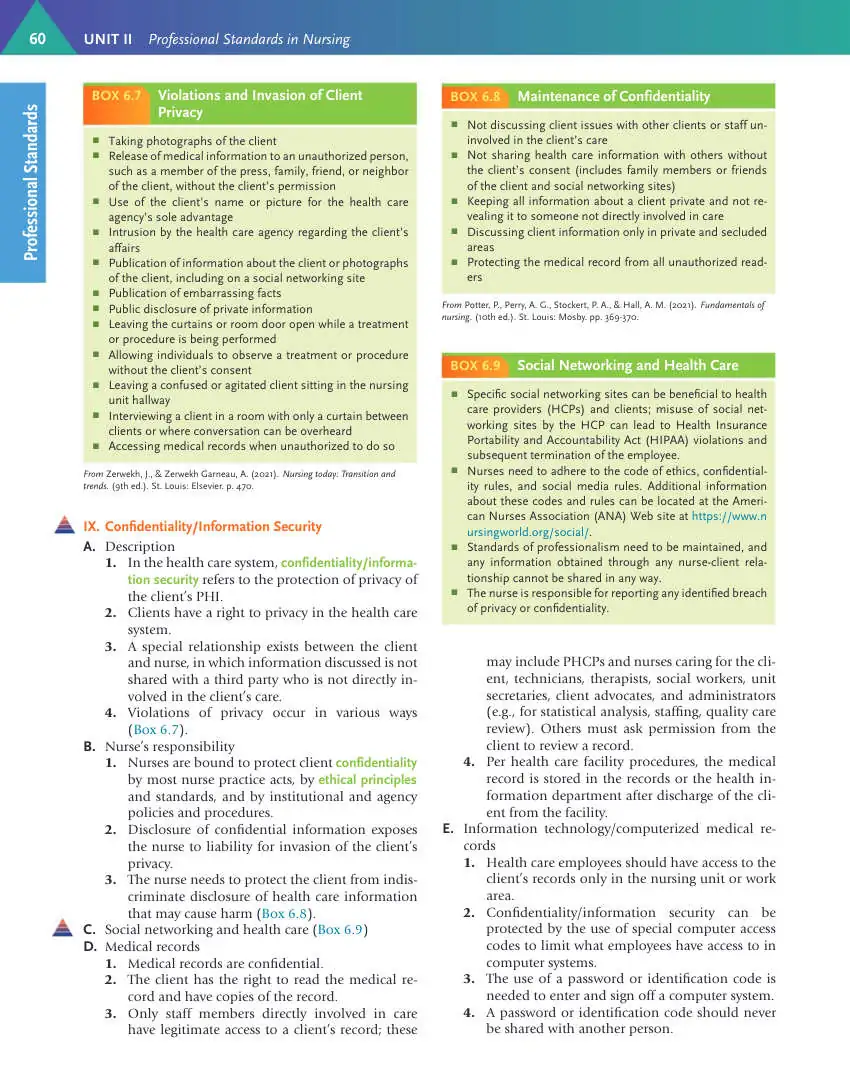 60
UNIT II Professional Standards in Nursing
Professional Standards
BOX 6.7 Violations and Invasion of Client
Privacy
■ Taking photographs of the client
■ Release of medical information to an unauthorized person,
such as a member of the press, family, friend, or neighbor
of the client, without the client's permission
■ Use of the client's name or picture for the health care
agency's sole advantage
■ Intrusion by the health care agency regarding the client's
affairs
■ Publication of information about the client or photographs
of the client, including on a social networking site
■ Publication of embarrassing facts
■ Public disclosure of private information
■ Leaving the curtains or room door open while a treatment
or procedure is being performed
■ Allowing individuals to observe a treatment or procedure
without the client's consent
■ Leaving a confused or agitated client sitting in the nursing
unit hallway
■ Interviewing a client in a room with only a curtain between
clients or where conversation can be overheard
■ Accessing medical records when unauthorized to do so
From Zerwekh, J., & Zerwekh Garneau, A. (2021). Nursing today: Transition and
trends. (9th ed.). St. Louis: Elsevier. p. 470.
IX. Confidentiality/Information Security
A. Description
1. In the health care system, confidentiality/informa-
tion security refers to the protection of privacy of
the client's PHI.
2. Clients have a right to privacy in the health care
system.
3. A special relationship exists between the client
and nurse, in which information discussed is not
shared with a third party who is not directly in-
volved in the client's care.
4. Violations of privacy occur in various ways
(Box 6.7).
B. Nurse's responsibility
1. Nurses are bound to protect client confidentiality
by most nurse practice acts, by ethical principles
and standards, and by institutional and agency
policies and procedures.
2. Disclosure of confidential information exposes
the nurse to liability for invasion of the client's
privacy.
3. The nurse needs to protect the client from indis-
criminate disclosure of health care information
that may cause harm (Box 6.8).
C. Social networking and health care (Box 6.9)
D. Medical records
1. Medical records are confidential.
2. The client has the right to read the medical re-
cord and have copies of the record.
3. Only staff members directly involved in care
have legitimate access to a client's record; these
BOX 6.8 Maintenance of Confidentiality
■ Not discussing client issues with other clients or staff un-
involved in the client's care
■ Not sharing health care information with others without
the client's consent (includes family members or friends
of the client and social networking sites)
■ Keeping all information about a client private and not re-
vealing it to someone not directly involved in care
■ Discussing client information only in private and secluded
areas
■ Protecting the medical record from all unauthorized read-
ers
From Potter, P., Perry, A. G., Stockert, P. A., & Hall, A. M. (2021). Fundamentals of
nursing. (10th ed.). St. Louis: Mosby. pp. 369-370.
BOX 6.9 Social Networking and Health Care
■ Specific social networking sites can be beneficial to health
care providers (HCPs) and clients; misuse of social net-
working sites by the HCP can lead to Health Insurance
Portability and Accountability Act (HIPAA) violations and
subsequent termination of the employee.
■ Nurses need to adhere to the code of ethics, confidential-
ity rules, and social media rules. Additional information
about these codes and rules can be located at the Ameri-
can Nurses Association (ANA) Web site at https://www.n
ursingworld.org/social/.
■ Standards of professionalism need to be maintained, and
any information obtained through any nurse-client rela-
tionship cannot be shared in any way.
■ The nurse is responsible for reporting any identified breach
of privacy or confidentiality.
may include PHCPs and nurses caring for the cli-
ent, technicians, therapists, social workers, unit
secretaries, client advocates, and administrators
(e.g., for statistical analysis, staffing, quality care
review). Others must ask permission from the
client to review a record.
4. Per health care facility procedures, the medical
record is stored in the records or the health in-
formation department after discharge of the cli-
ent from the facility.
E. Information technology/computerized medical re-
cords
1. Health care employees should have access to the
client's records only in the nursing unit or work
area.
2. Confidentiality/information security can be
protected by the use of special computer access
codes to limit what employees have access to in
computer systems.
3. The use of a password or identification code is
needed to enter and sign off a computer system.
4. A password or identification code should never
be shared with another person.